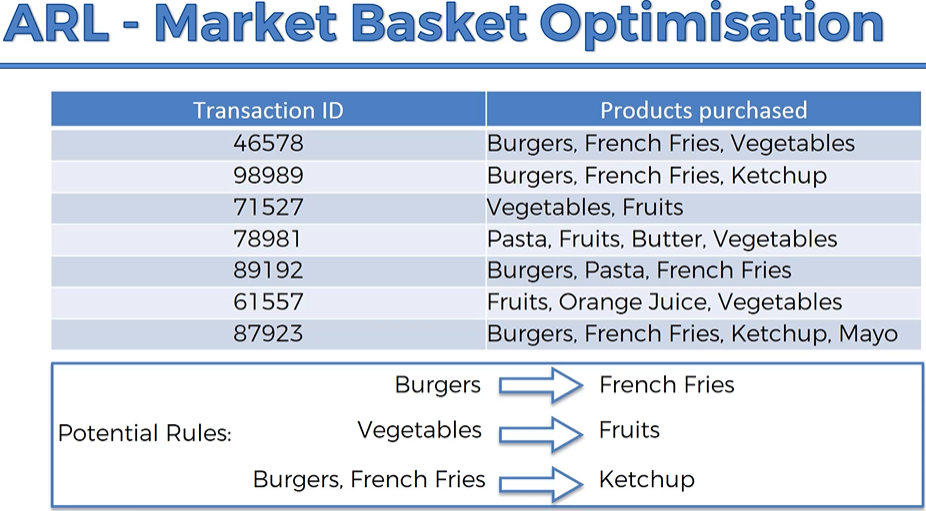 ARL - Market Basket Optimisation
Transaction ID Products purchased
46578 Burgers, French Fries, Vegetables
98989 Burgers, French Fries, Ketchup
71527 Vegetables, Fruits
78981 Pasta, Fruits, Butter, Vegetables
89192 Burgers, Pasta, French Fries
61557 Fruits, Orange Juice, Vegetables
87923 Burgers, French Fries, Ketchup, Mayo
Potential Rules:
Burgers French Fries
Vegetables Fruits
Burgers, French Fries Ketchup